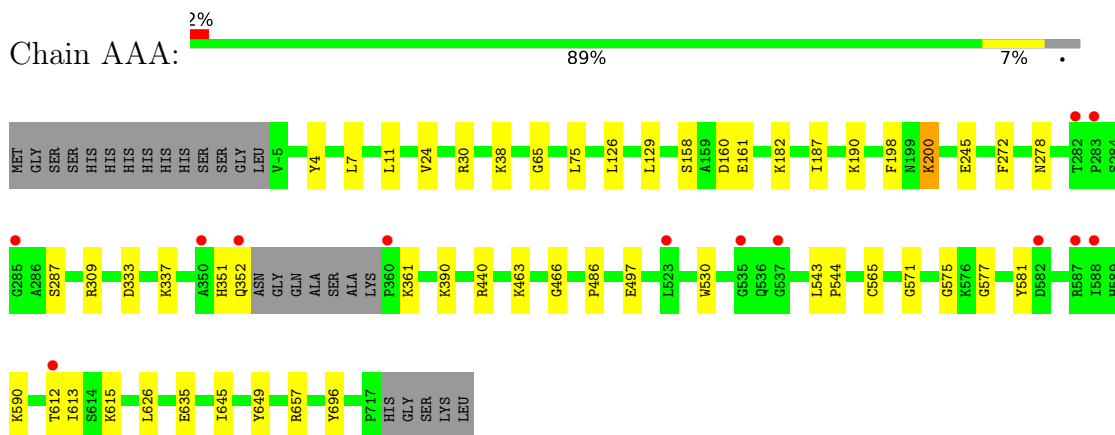 2%
Chain AAA:
89% 7% •
MET GLY SER SER HIS HIS HIS HIS HIS HIS SER SER GLY LEU V-5 Y4 L7 L11 V24 R30 K38 G65 L75 L126 L129 S158 A159 D160 E161 K182 I187 K190 F198 N199 K200 E245 F272 N278 T282 P283 S284
G285 A286 S287 R309 D333 K337 A350 H351 Q352 ASN GLY GLN ALA SER ALA LYS P360 K361 K390 R440 K463 G466 P486 E497 L523 W530 G535 Q536 G537 L543 P544 C565 G571 G575 K576 G577 Y581 D582 R587 I588 H589
K590 T612 I613 S614 K615 L626 E635 I645 Y649 R657 Y696 P717 HIS GLY SER LYS LEU